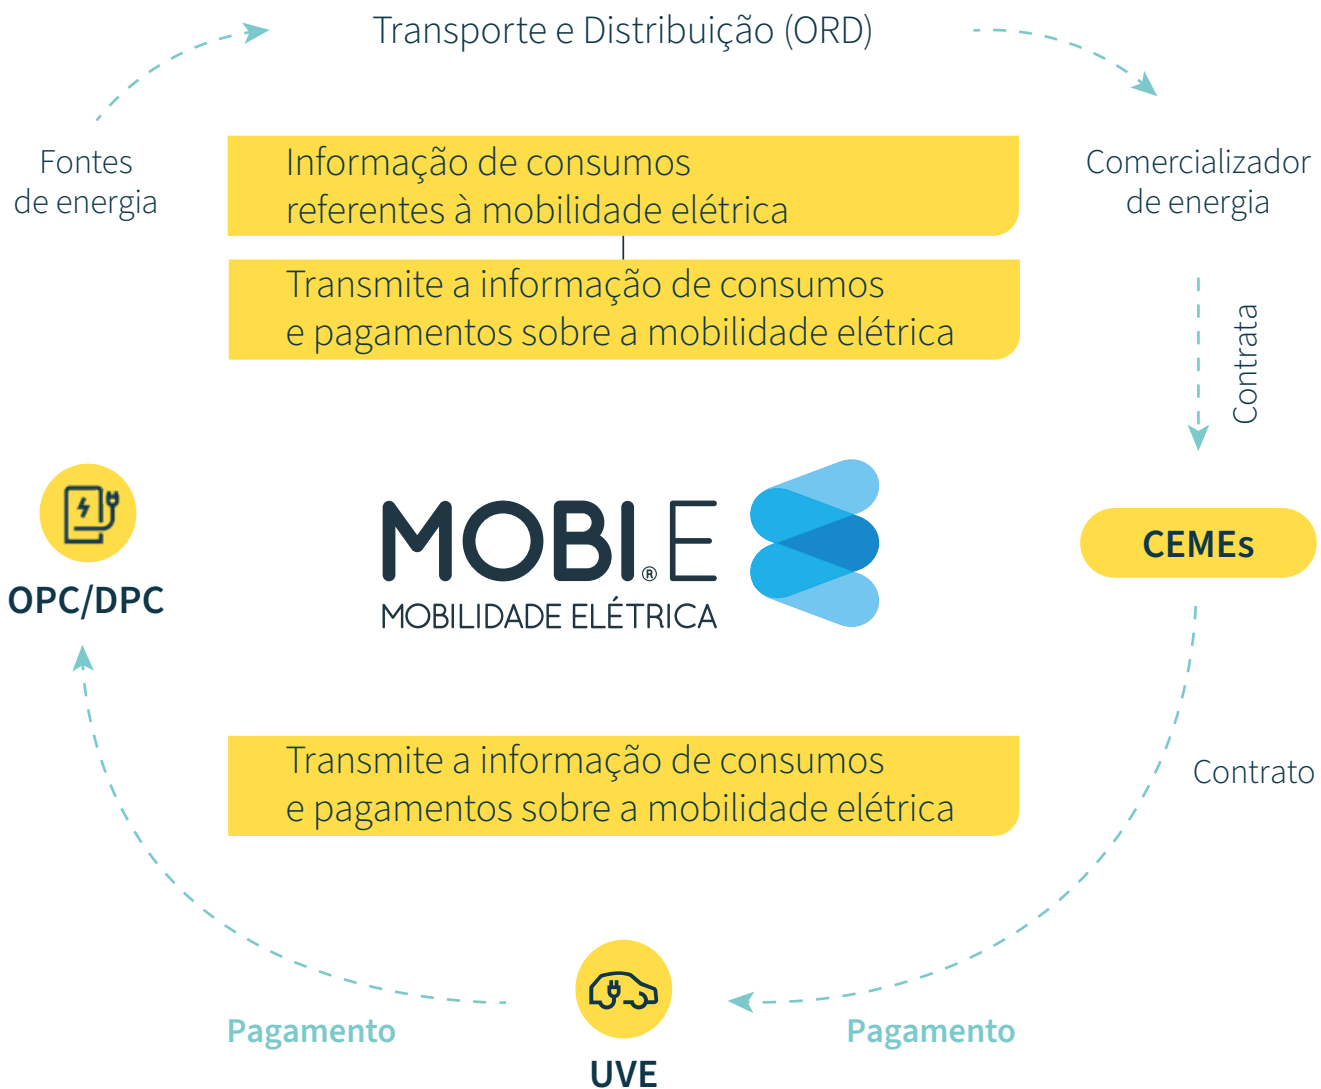 Transporte e Distribuição (ORD)
Fontes
de energia
Informação de consumos
referentes à mobilidade elétrica
Comercializador
de energia
Transmite a informação de consumos
e pagamentos sobre a mobilidade elétrica
Contrata
MOBI.E
®
MOBILIDADE ELÉTRICA
CEMEs
OPC/DPC
Transmite a informação de consumos
e pagamentos sobre a mobilidade elétrica
Contrato
Pagamento
Pagamento
UVE